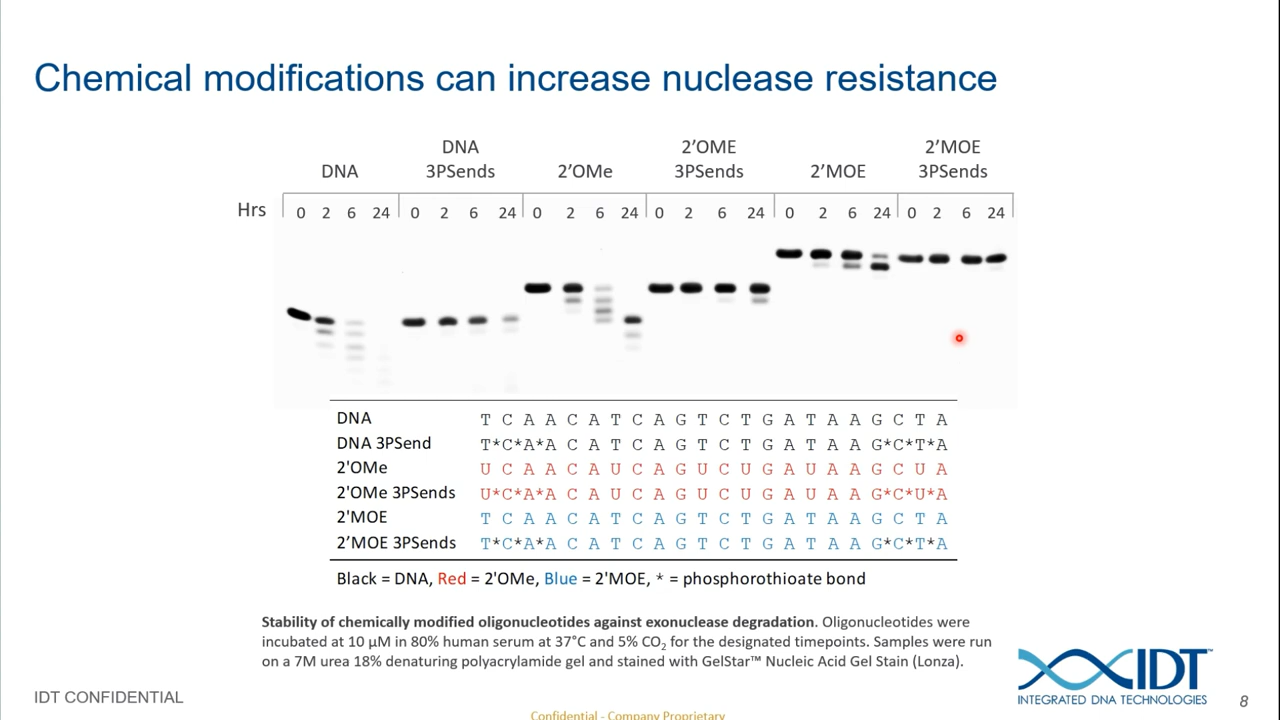 Chemical modifications can increase nuclease resistance
DNA
DNA 3PSends
2'OMe
2'OME 3PSends
2'MOE
2'MOE 3PSends
Hrs 0 2 6 24 0 2 6 24 0 2 6 24 0 2 6 24 0 2 6 24 0 2 6 24
DNA T C A A C A T C A G T C T G A T A A G C T A
DNA 3PSend T*C*A*A C A T C A G T C T G A T A A G*C*T*A
2'OMe U C A A C A U C A G U C U G A U A A G C U A
2'OMe 3PSends U*C*A*A C A U C A G U C U G A U A A G*C*U*A
2'MOE T C A A C A T C A G T C T G A T A A G C T A
2'MOE 3PSends T*C*A*A C A T C A G T C T G A T A A G*C*T*A
Black = DNA, Red = 2'OMe, Blue = 2'MOE, * = phosphorothioate bond
Stability of chemically modified oligonucleotides against exonuclease degradation. Oligonucleotides were
incubated at 10 µM in 80% human serum at 37°C and 5% CO₂ for the designated timepoints. Samples were run
on a 7M urea 18% denaturing polyacrylamide gel and stained with GelStar™ Nucleic Acid Gel Stain (Lonza).
IDT™
INTEGRATED DNA TECHNOLOGIES
IDT CONFIDENTIAL
8
Confidential - Company Proprietary